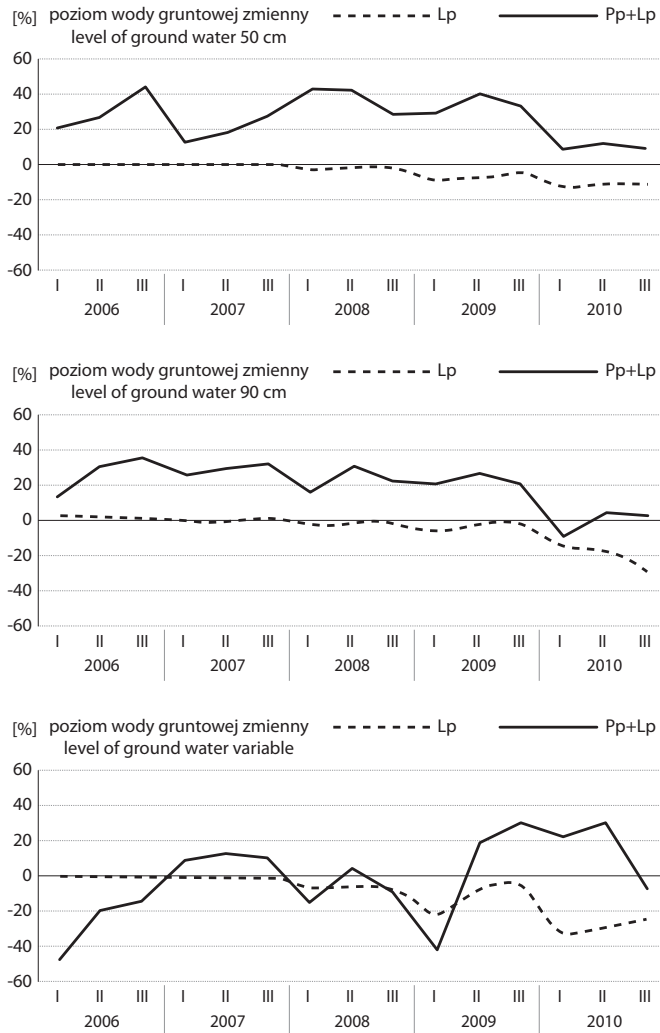 [%] poziom wody gruntowej zmienny Lp Pp+Lp
level of ground water 50 cm
60
40
20
0
-20
-40
-60
I II III I II III I II III I II III I II III
2006 2007 2008 2009 2010
[%] poziom wody gruntowej zmienny Lp Pp+Lp
level of ground water 90 cm
60
40
20
0
-20
-40
-60
I II III I II III I II III I II III I II III
2006 2007 2008 2009 2010
[%] poziom wody gruntowej zmienny Lp Pp+Lp
level of ground water variable
60
40
20
0
-20
-40
-60
I II III I II III I II III I II III I II III
2006 2007 2008 2009 2010